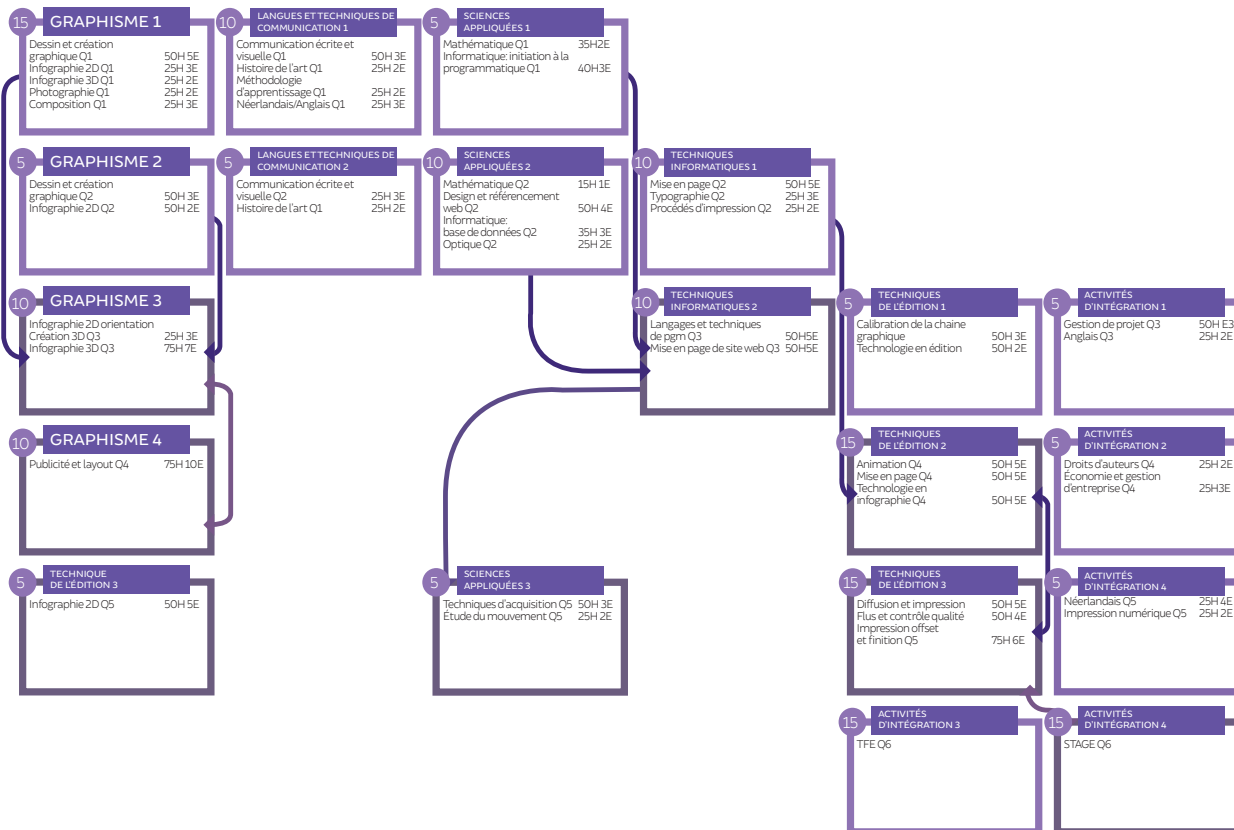 15 GRAPHISME 1
Dessin et création
graphique Q1 50H 5E
Infographie 2D Q1 25H 3E
Infographie 3D Q1 25H 2E
Photographie Q1 25H 2E
Composition Q1 25H 3E
10 LANGUES ET TECHNIQUES DE
COMMUNICATION 1
Communication écrite et
visuelle Q1 50H 3E
Histoire de l'art Q1 25H 2E
Méthodologie
d'apprentissage Q1 25H 2E
Néerlandais/Anglais Q1 25H 3E
5 SCIENCES
APPLIQUÉES 1
Mathématique Q1 35H2E
Informatique: initiation à la
programmatique Q1 40H3E
5 GRAPHISME 2
Dessin et création
graphique Q2 50H 3E
Infographie 2D Q2 50H 2E
5 LANGUES ET TECHNIQUES DE
COMMUNICATION 2
Communication écrite et
visuelle Q2 25H 3E
Histoire de l'art Q1 25H 2E
10 SCIENCES
APPLIQUÉES 2
Mathématique Q2 15H 1E
Design et référencement
web Q2 50H 4E
Informatique:
base de données Q2 35H 3E
Optique Q2 25H 2E
10 TECHNIQUES
INFORMATIQUES 1
Mise en page Q2 50H 5E
Typographie Q2 25H 3E
Procédés d'impression Q2 25H 2E
10 GRAPHISME 3
Infographie 2D orientation
Création 3D Q3 25H 3E
Infographie 3D Q3 75H 7E
10 TECHNIQUES
INFORMATIQUES 2
Langages et techniques
de pgm Q3 50H5E
Mise en page de site web Q3 50H5E
5 TECHNIQUES
DE L'ÉDITION 1
Calibration de la chaine
graphique 50H 3E
Technologie en édition 50H 2E
5 ACTIVITÉS
D'INTÉGRATION 1
Gestion de projet Q3 50H E3
Anglais Q3 25H 2E
10 GRAPHISME 4
Publicité et layout Q4 75H 10E
15 TECHNIQUES
DE L'ÉDITION 2
Animation Q4 50H 5E
Mise en page Q4 50H 5E
Technologie en
infographie Q4 50H 5E
5 ACTIVITÉS
D'INTÉGRATION 2
Droits d'auteurs Q4 25H 2E
Économie et gestion
d'entreprise Q4 25H3E
5 TECHNIQUE
DE L'ÉDITION 3
Infographie 2D Q5 50H 5E
5 SCIENCES
APPLIQUÉES 3
Techniques d'acquisition Q5 50H 3E
Étude du mouvement Q5 25H 2E
15 TECHNIQUES
DE L'ÉDITION 3
Diffusion et impression 50H 5E
Flus et contrôle qualité 50H 4E
Impression offset
et finition Q5 75H 6E
5 ACTIVITÉS
D'INTÉGRATION 4
Néerlandais Q5 25H 4E
Impression numérique Q5 25H 2E
15 ACTIVITÉS
D'INTÉGRATION 3
TFE Q6
15 ACTIVITÉS
D'INTÉGRATION 4
STAGE Q6